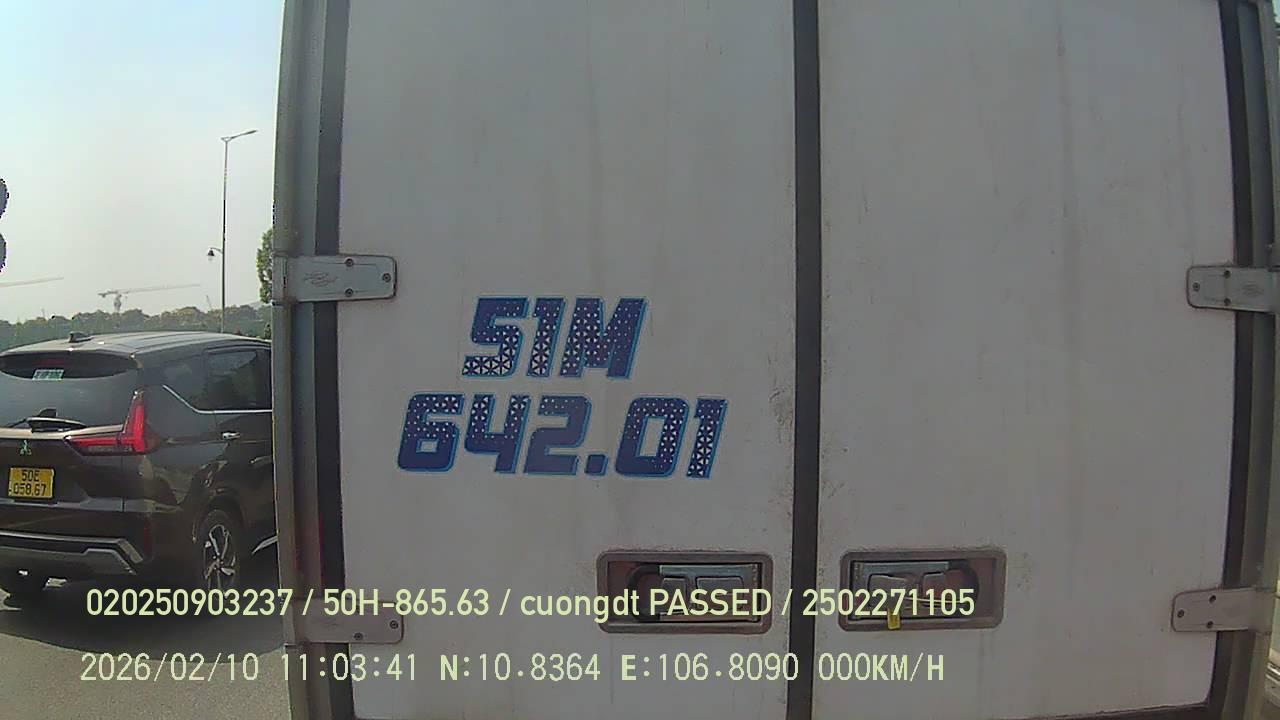 51M
642.01
50E
058.67
020250903237 / 50H-865.63 / cuongdt PASSED / 2502271105
2026/02/10 11:03:41 N:10.8364 E:106.8090 000KM/H